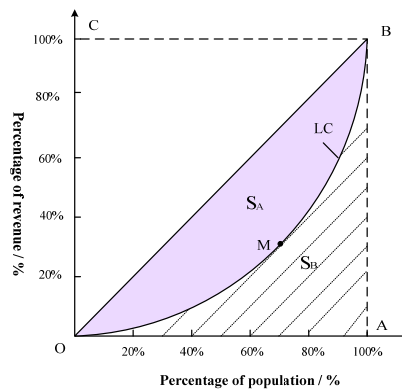 C
B
100%
80%
60%
40%
20%
Percentage of revenue / %
LC
SA
M
SB
A
O
20% 40% 60% 80% 100%
Percentage of population / %